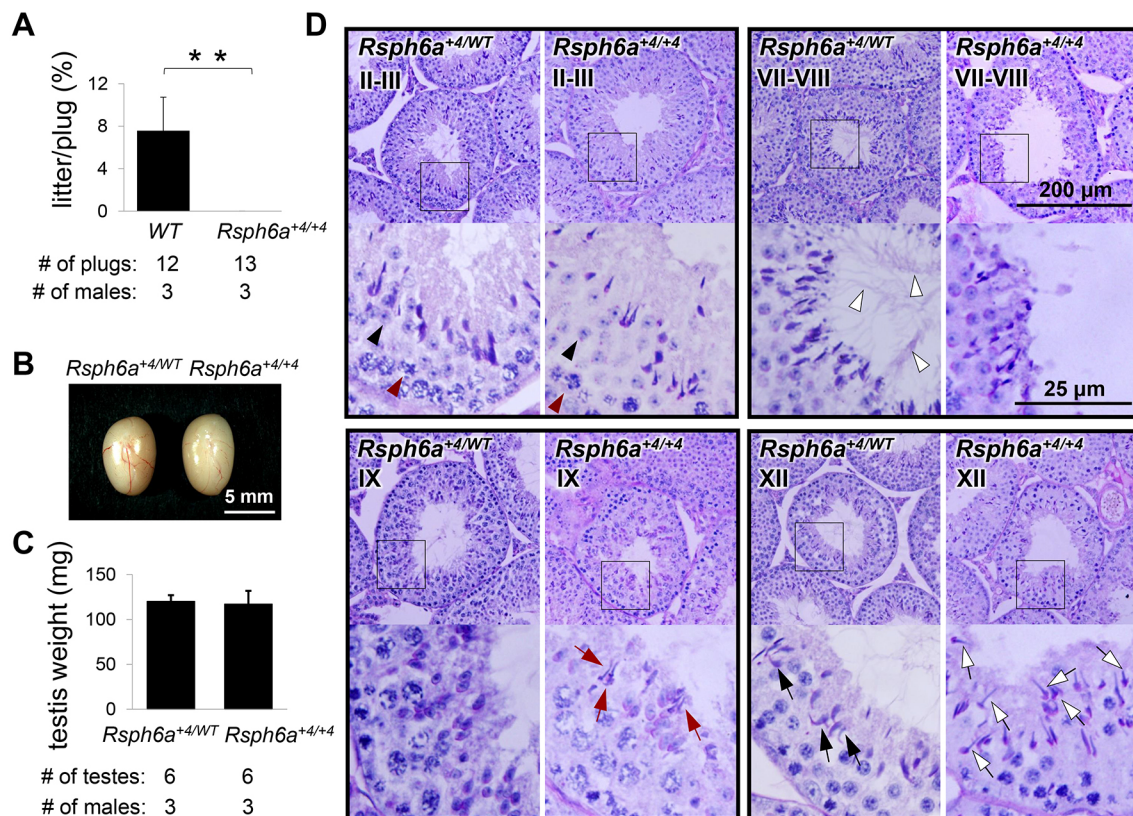 A
* *
litter/plug (%)
12
8
4
0
WT Rsph6a+4/+4
# of plugs: 12 13
# of males: 3 3
B
Rsph6a+4/WT Rsph6a+4/+4
5 mm
C
testis weight (mg)
150
100
50
0
Rsph6a+4/WT Rsph6a+4/+4
# of testes: 6 6
# of males: 3 3
D
Rsph6a+4/WT
II-III
Rsph6a+4/+4
II-III
Rsph6a+4/WT
VII-VIII
Rsph6a+4/+4
VII-VIII
200 µm
25 µm
Rsph6a+4/WT
IX
Rsph6a+4/+4
IX
Rsph6a+4/WT
XII
Rsph6a+4/+4
XII